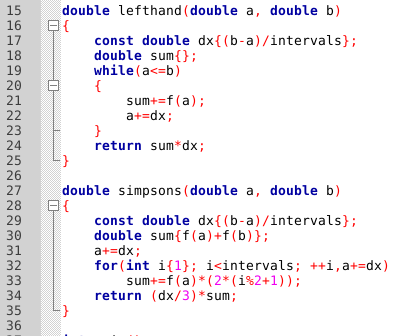 15 double lefthand(double a, double b)
16 {
17 const double dx{(b-a)/intervals};
18 double sum{};
19 while(a<=b)
20 {
21 sum+=f(a);
22 a+=dx;
23 }
24 return sum*dx;
25 }
26
27 double simpsons(double a, double b)
28 {
29 const double dx{(b-a)/intervals};
30 double sum{f(a)+f(b)};
31 a+=dx;
32 for(int i{1}; i<intervals; ++i,a+=dx)
33 sum+=f(a)*(2*(i%2+1));
34 return (dx/3)*sum;
35 }